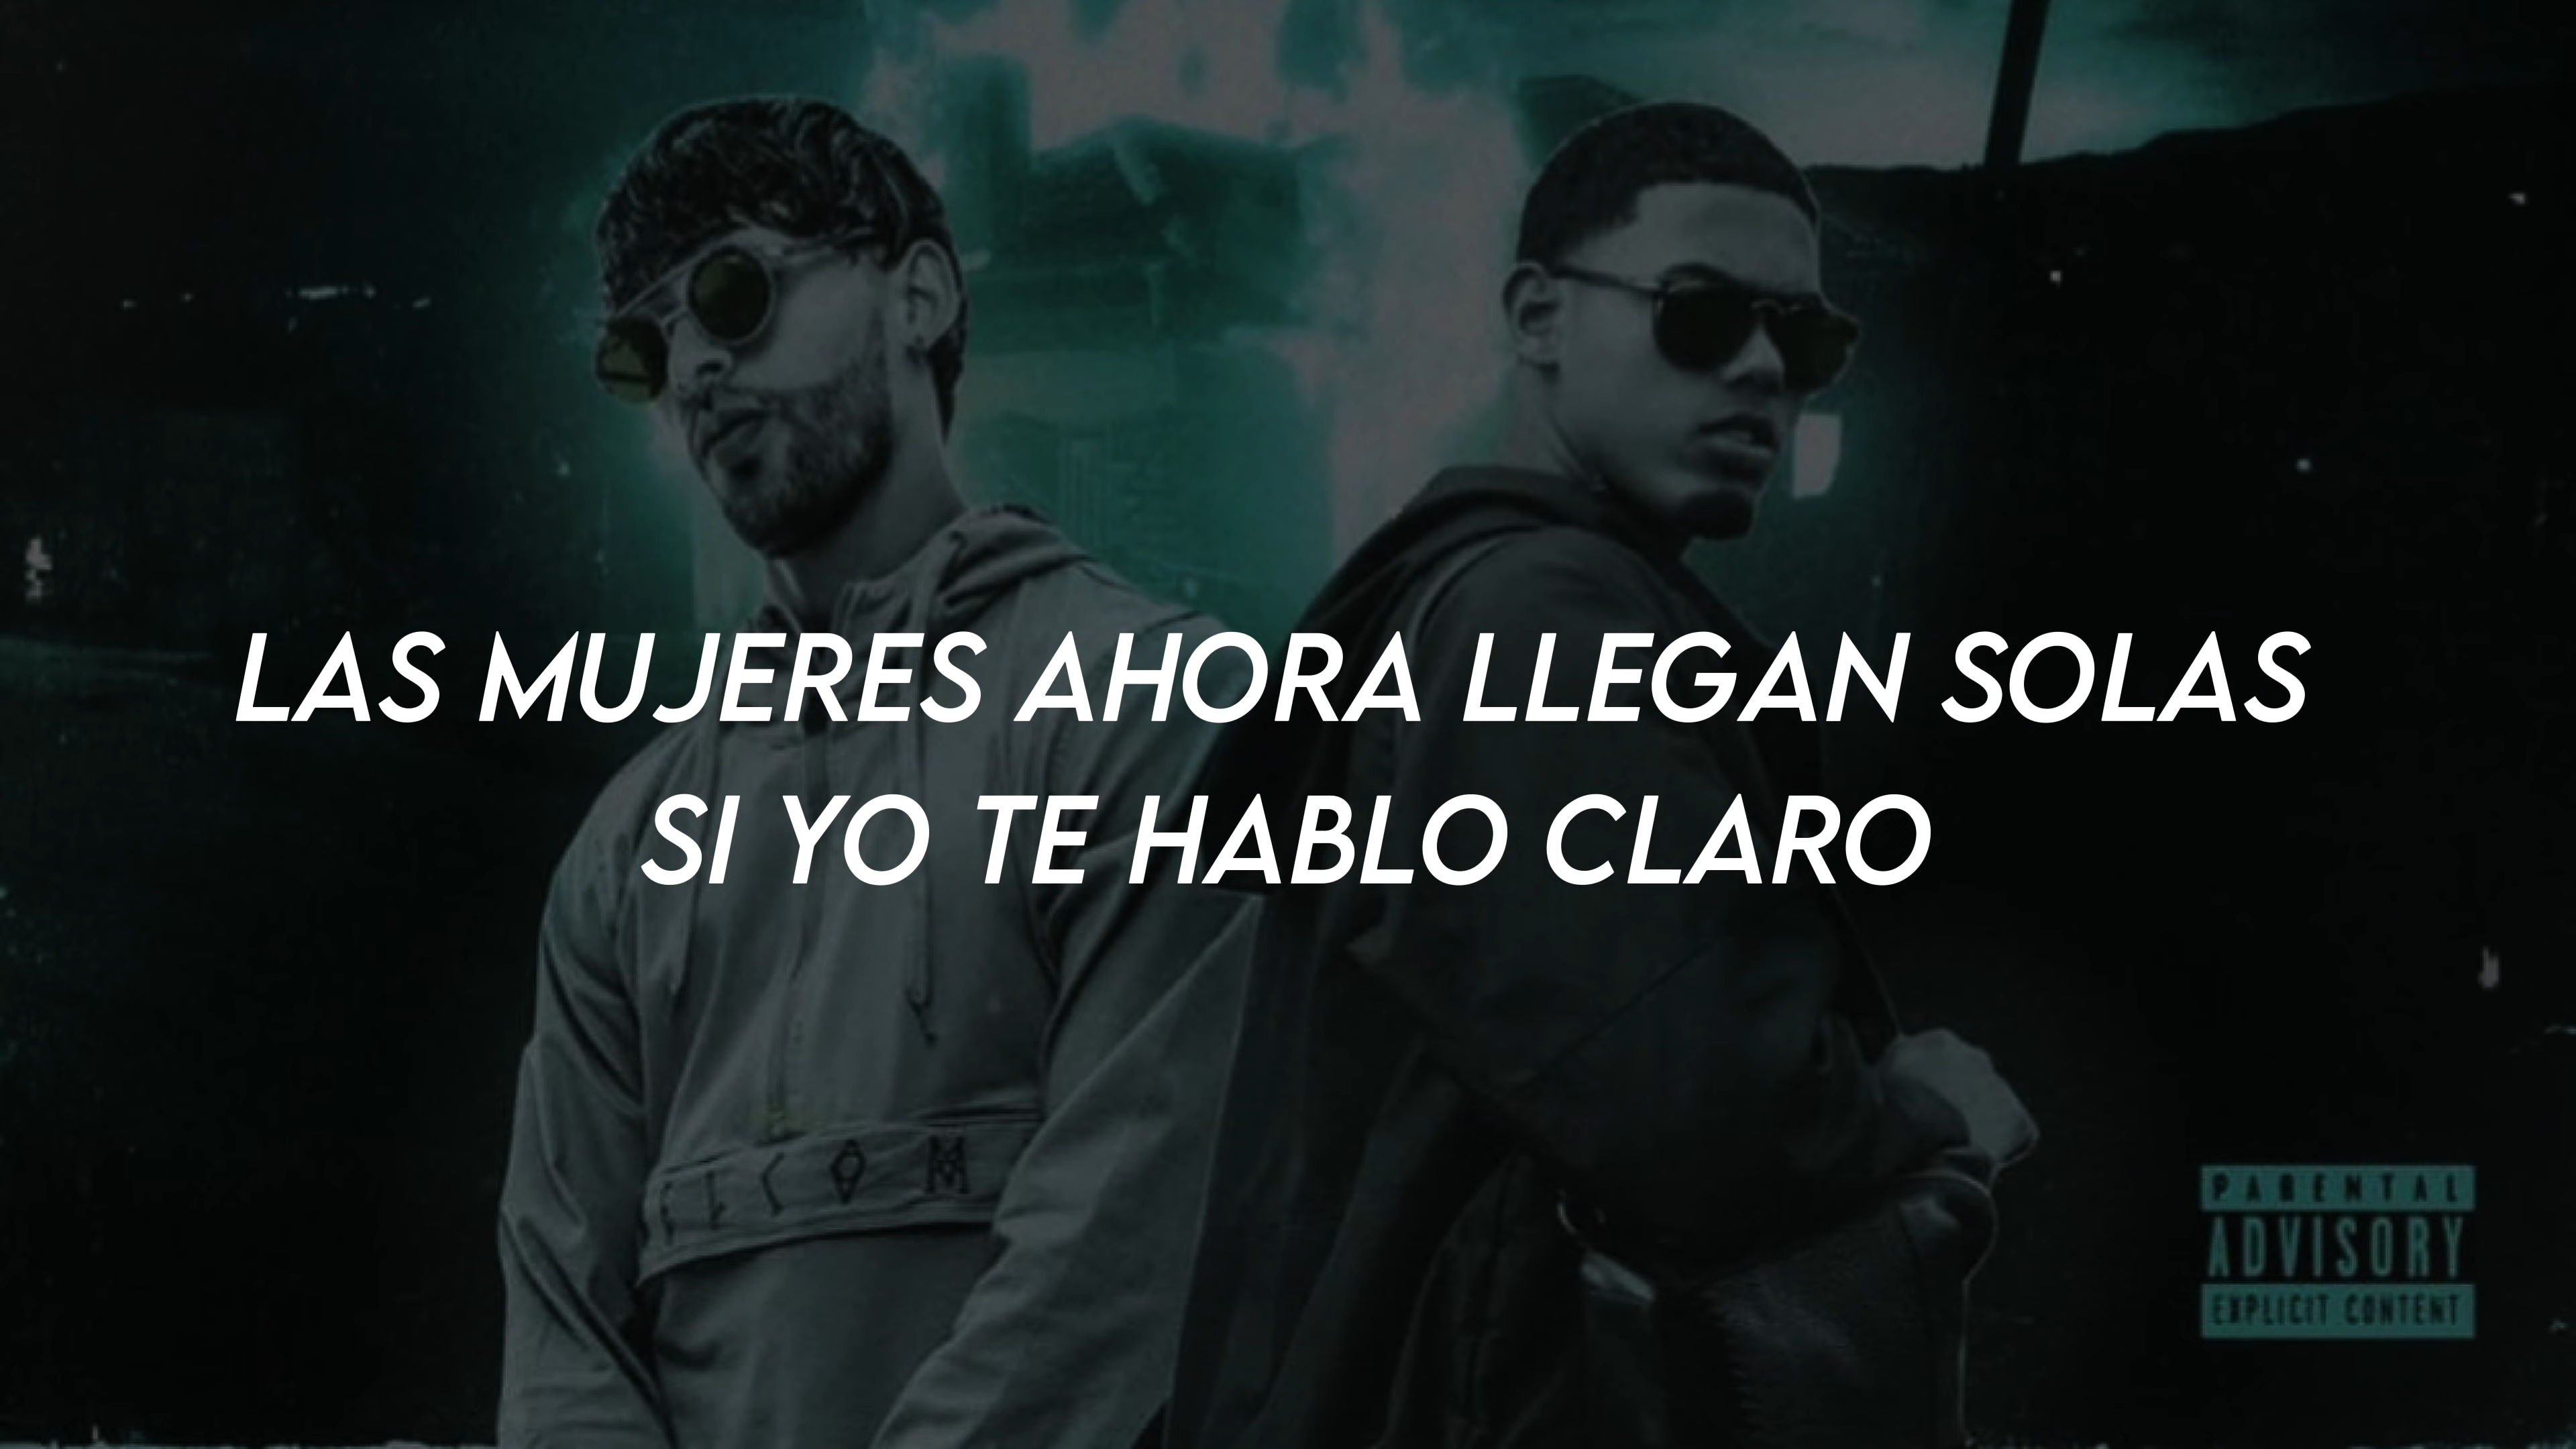 LAS MUJERES AHORA LLEGAN SOLAS
SI YO TE HABLO CLARO
PARENTAL
ADVISORY
EXPLICIT CONTENT